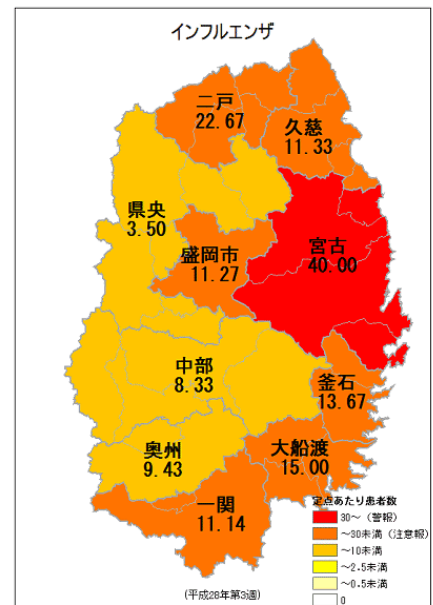 インフルエンザ
二戸
22.67
久慈
11.33
県央
3.50
盛岡市
11.27
宮古
40.00
中部
8.33
釜石
13.67
奥州
9.43
大船渡
15.00
一関
11.14
定点あたり患者数
30～（警報）
～30未満（注意報）
～10未満
～2.5未満
～0.5未満
0
(平成28年第3週)